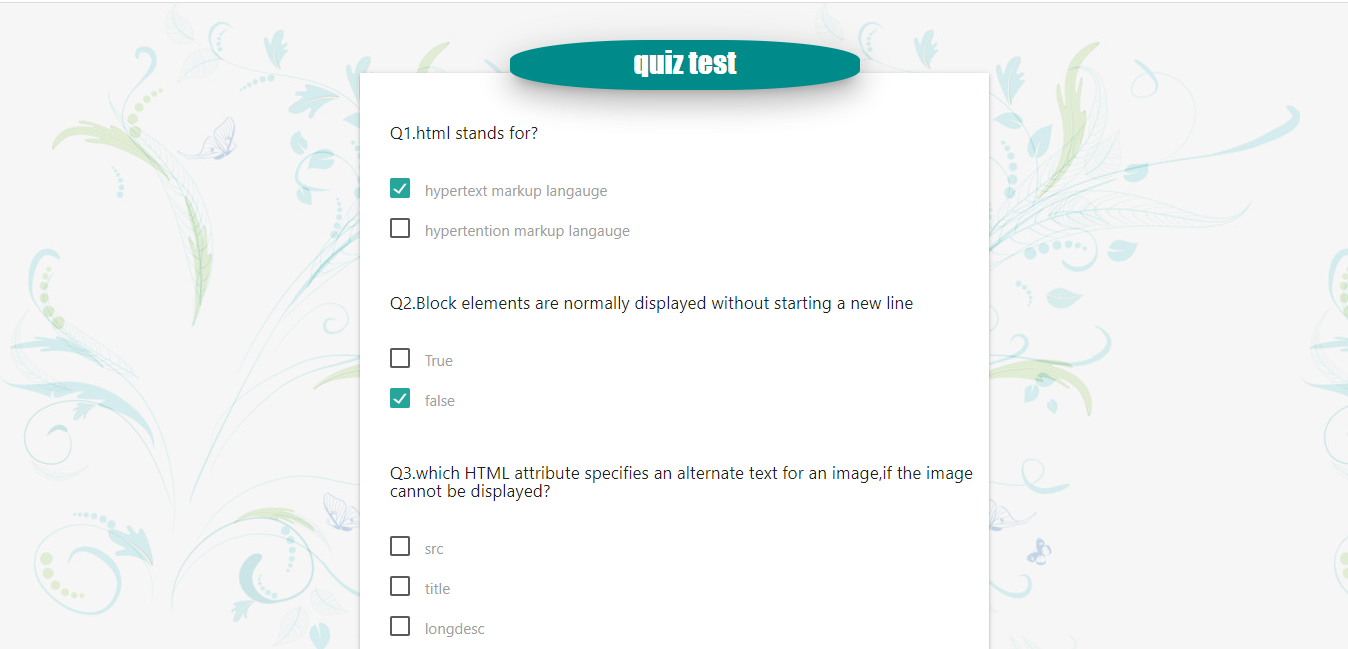 quiz test
Q1.html stands for?
hypertext markup langauge
hypertention markup langauge
Q2.Block elements are normally displayed without starting a new line
True
false
Q3.which HTML attribute specifies an alternate text for an image,if the image
cannot be displayed?
src
title
longdesc